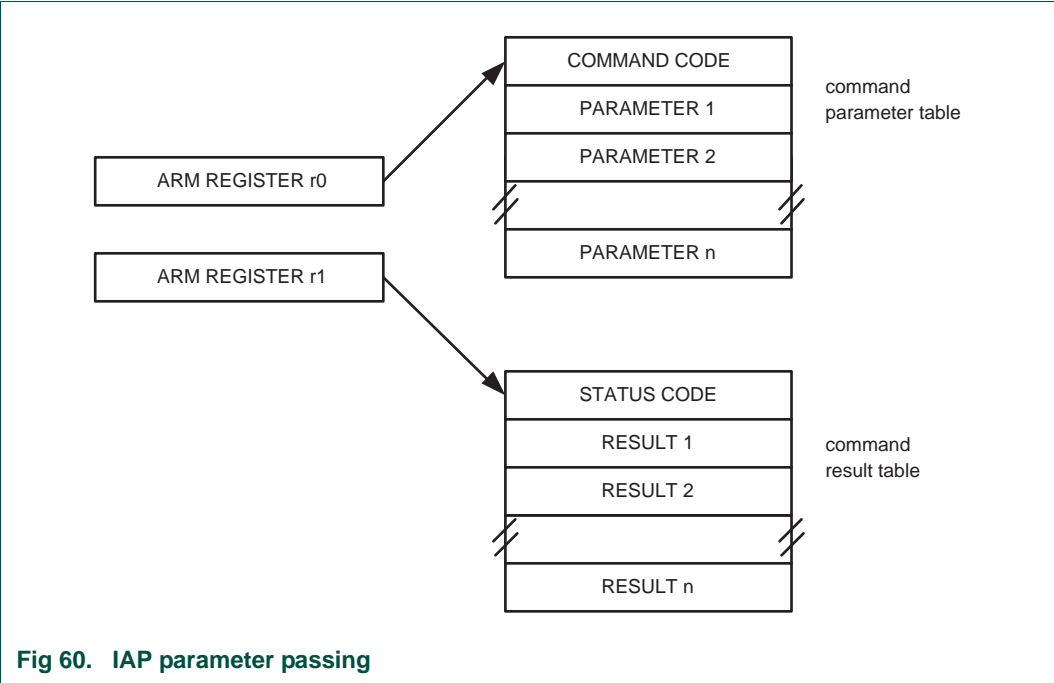 COMMAND CODE
PARAMETER 1
PARAMETER 2
PARAMETER n
command
parameter table
ARM REGISTER r0
ARM REGISTER r1
STATUS CODE
RESULT 1
RESULT 2
RESULT n
command
result table
Fig 60. IAP parameter passing